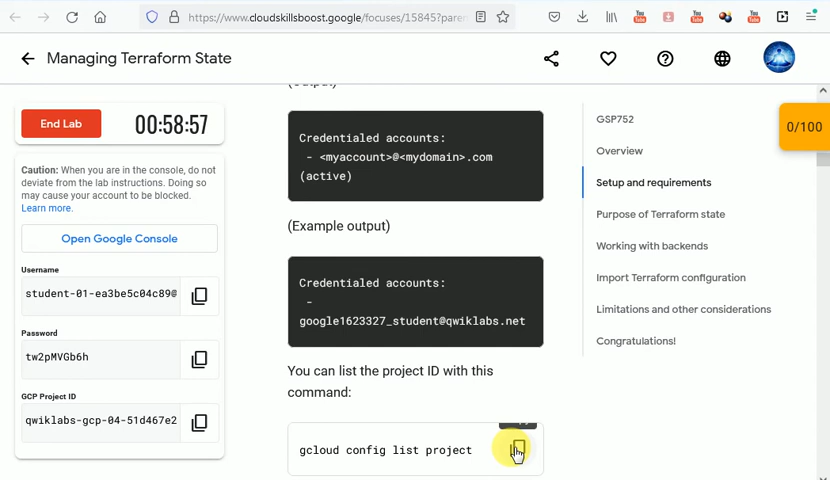 https://www.cloudskillsboost.google/focuses/15845?paren
Managing Terraform State
End Lab
00:58:57
Caution: When you are in the console, do not
deviate from the lab instructions. Doing so
may cause your account to be blocked.
Learn more.
Open Google Console
Username
student-01-ea3be5c04c89@
Password
tw2pMVGb6h
GCP Project ID
qwiklabs-gcp-04-51d467e2
Credentialed accounts:
- <myaccount>@<mydomain>.com
(active)
(Example output)
Credentialed accounts:
-
google1623327_student@qwiklabs.net
You can list the project ID with this
command:
gcloud config list project
GSP752
Overview
Setup and requirements
Purpose of Terraform state
Working with backends
Import Terraform configuration
Limitations and other considerations
Congratulations!
0/100